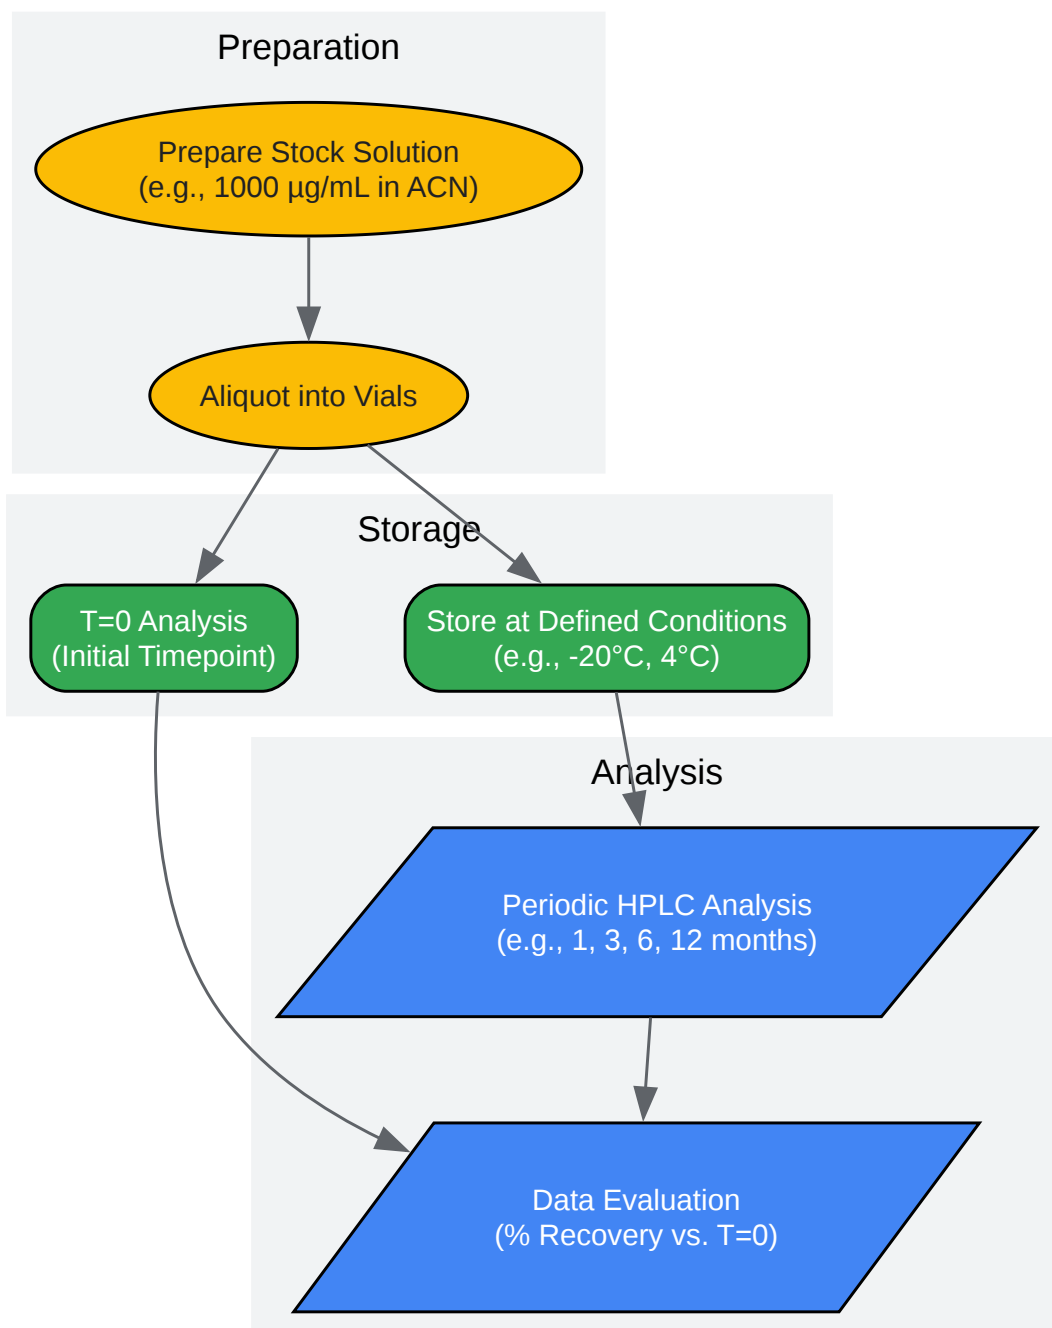 Preparation
Prepare Stock Solution
(e.g., 1000 µg/mL in ACN)
Aliquot into Vials
Storage
T=0 Analysis
(Initial Timepoint)
Store at Defined Conditions
(e.g., -20°C, 4°C)
Analysis
Periodic HPLC Analysis
(e.g., 1, 3, 6, 12 months)
Data Evaluation
(% Recovery vs. T=0)